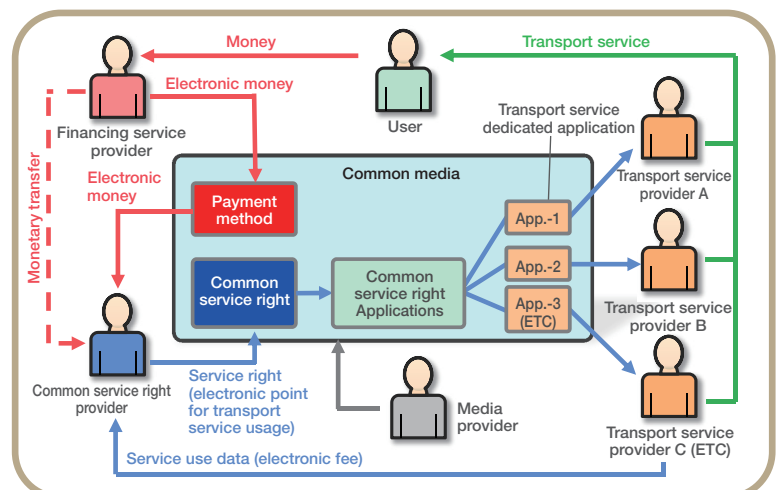 Money
Transport service
Electronic money
Financing service
provider
User
Transport service
dedicated application
Transport service
provider A
Electronic
money
Monetary transfer
Common media
Payment
method
Common
service right
Common
service right
Applications
App.-1
App.-2
App.-3
(ETC)
Transport service
provider B
Common service right
provider
Service right
(electronic point
for transport
service usage)
Media
provider
Transport service
provider C (ETC)
Service use data (electronic fee)